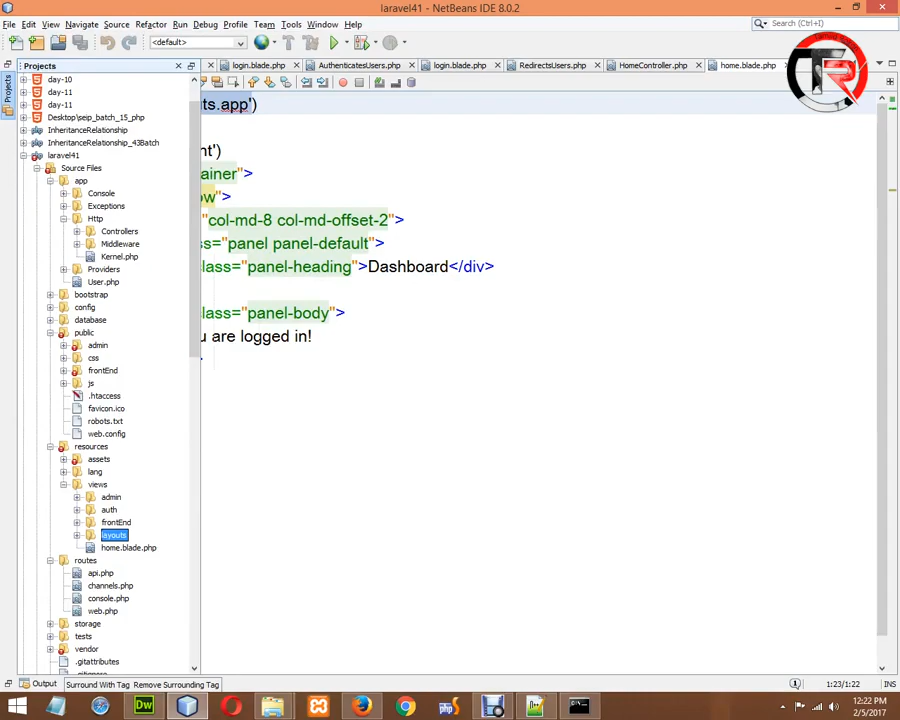 laravel41 - NetBeans IDE 8.0.2
File Edit View Navigate Source Refactor Run Debug Profile Team Tools Window Help
Search (Ctrl+I)
<default>
Projects
login.blade.php AuthenticatesUsers.php login.blade.php RedirectsUsers.php HomeController.php home.blade.php
Projects
day-10
day-11
day-11
Desktop\seip_batch_15_php
InheritanceRelationship
InheritanceRelationship_43Batch
laravel41
Source Files
app
Console
Exceptions
Http
Controllers
Middleware
Kernel.php
Providers
User.php
bootstrap
config
database
public
admin
css
frontEnd
js
.htaccess
favicon.ico
robots.txt
web.config
resources
assets
lang
views
admin
auth
frontEnd
layouts
home.blade.php
routes
api.php
channels.php
console.php
web.php
storage
tests
vendor
.gitattributes
ts.app')
nt')
ainer">
ow">
"col-md-8 col-md-offset-2">
ss="panel panel-default">
class="panel-heading">Dashboard</div>
class="panel-body">
u are logged in!
Output Surround With Tag Remove Surrounding Tag
1:23/1:22 INS
Dw
12:22 PM
2/5/2017